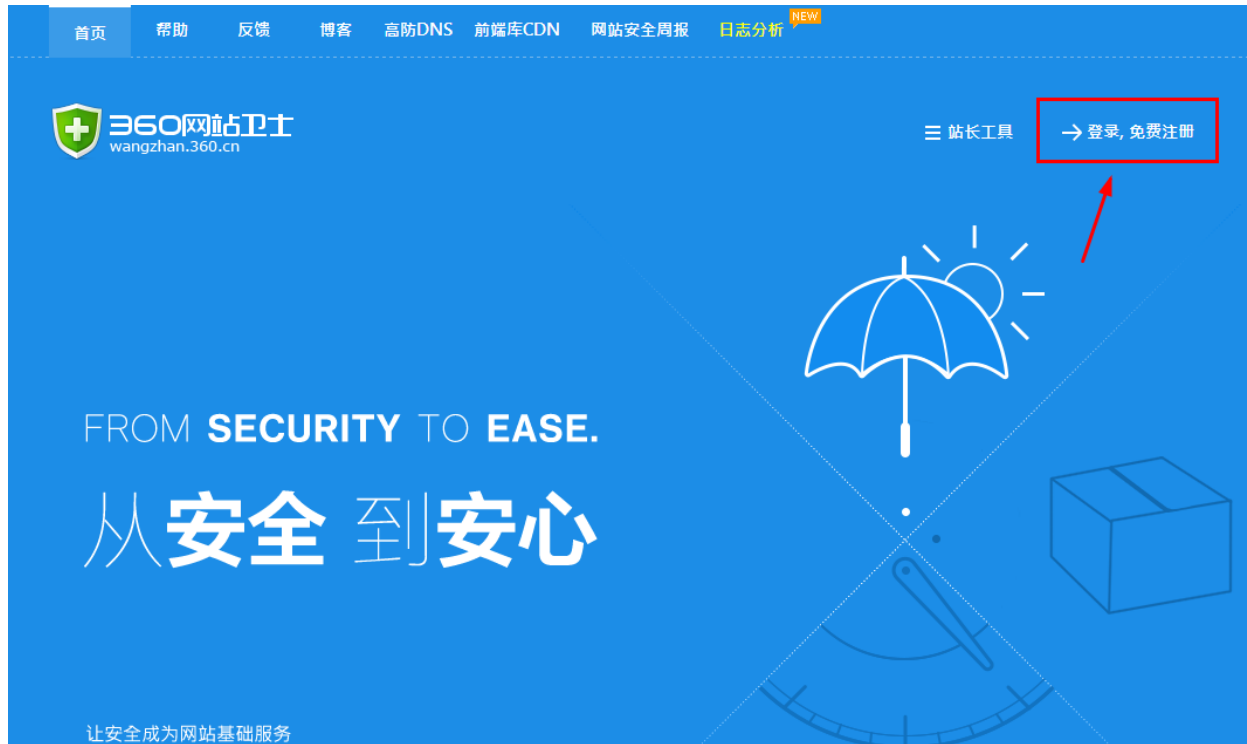 首页 帮助 反馈 博客 高防DNS 前端库CDN 网站安全周报 日志分析 NEW
360网站卫士
wangzhan.360.cn
站长工具 登录, 免费注册
FROM SECURITY TO EASE.
从安全 到安心
让安全成为网站基础服务